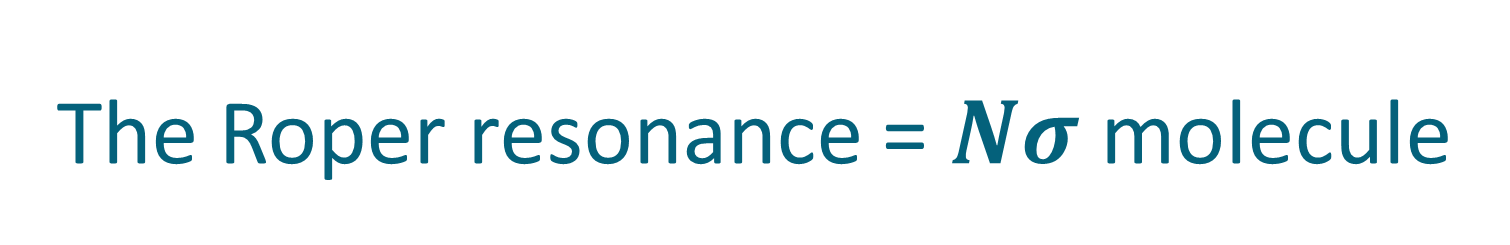 The Roper resonance = Nσ molecule